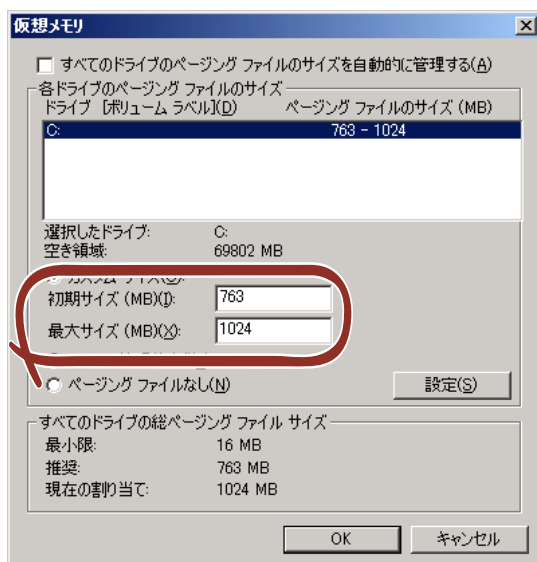 仮想メモリ
すべてのドライブのページング ファイルのサイズを自動的に管理する(A)
各ドライブのページング ファイルのサイズ
ドライブ [ボリューム ラベル](D) ページング ファイルのサイズ (MB)
C: 763 - 1024
選択したドライブ: C:
空き領域: 69802 MB
初期サイズ (MB)(I): 763
最大サイズ (MB)(X): 1024
ページング ファイルなし(N) 設定(S)
すべてのドライブの総ページング ファイル サイズ
最小限: 16 MB
推奨: 763 MB
現在の割り当て: 1024 MB
OK キャンセル